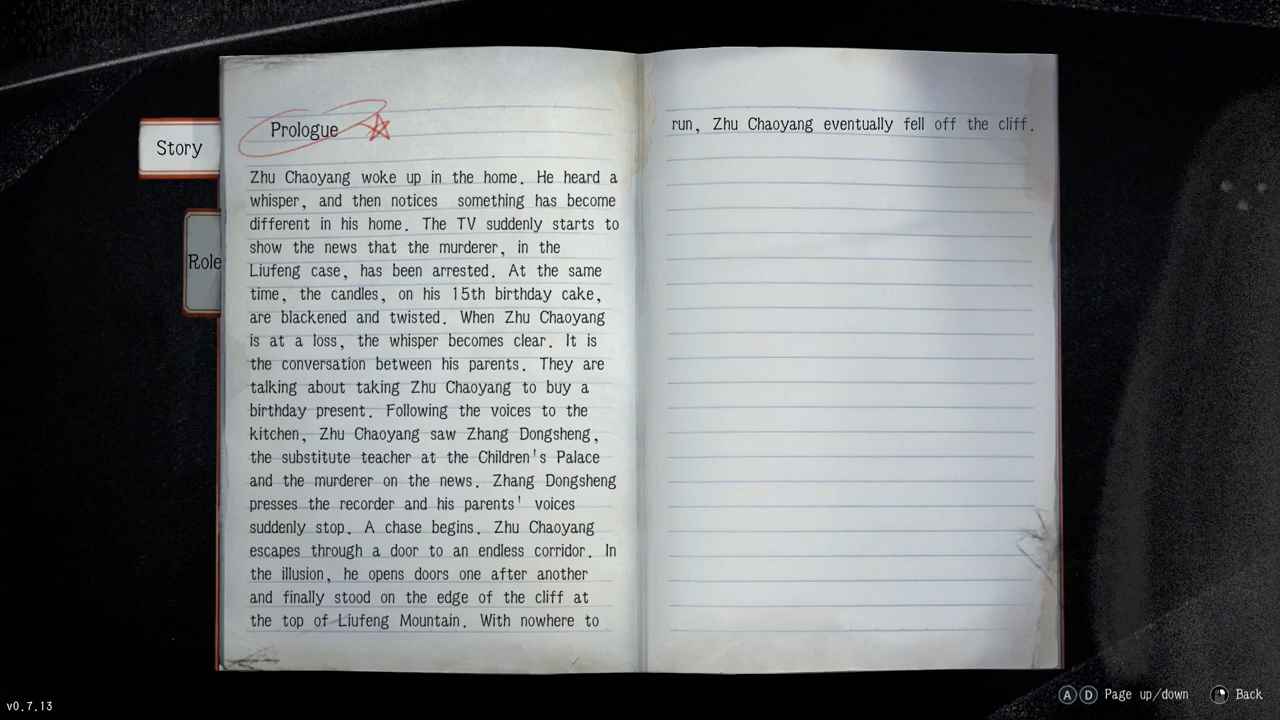 Story
Role
Prologue
Zhu Chaoyang woke up in the home. He heard a
whisper, and then notices  something has become
different in his home. The TV suddenly starts to
show the news that the murderer, in the
Liufeng case, has been arrested. At the same
time, the candles, on his 15th birthday cake,
are blackened and twisted. When Zhu Chaoyang
is at a loss, the whisper becomes clear. It is
the conversation between his parents. They are
talking about taking Zhu Chaoyang to buy a
birthday present. Following the voices to the
kitchen, Zhu Chaoyang saw Zhang Dongsheng,
the substitute teacher at the Children's Palace
and the murderer on the news. Zhang Dongsheng
presses the recorder and his parents' voices
suddenly stop. A chase begins. Zhu Chaoyang
escapes through a door to an endless corridor. In
the illusion, he opens doors one after another
and finally stood on the edge of the cliff at
the top of Liufeng Mountain. With nowhere to
run, Zhu Chaoyang eventually fell off the cliff.
A D Page up/down Back
v0.7.13